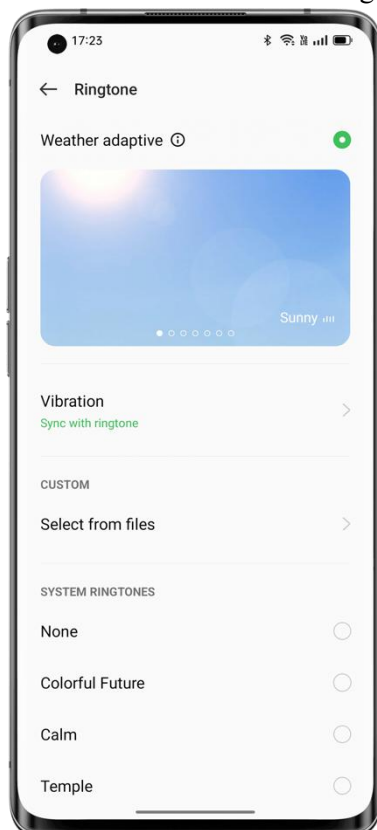 17:23
Ringtone
Weather adaptive
Sunny
Vibration
Sync with ringtone
CUSTOM
Select from files
SYSTEM RINGTONES
None
Colorful Future
Calm
Temple